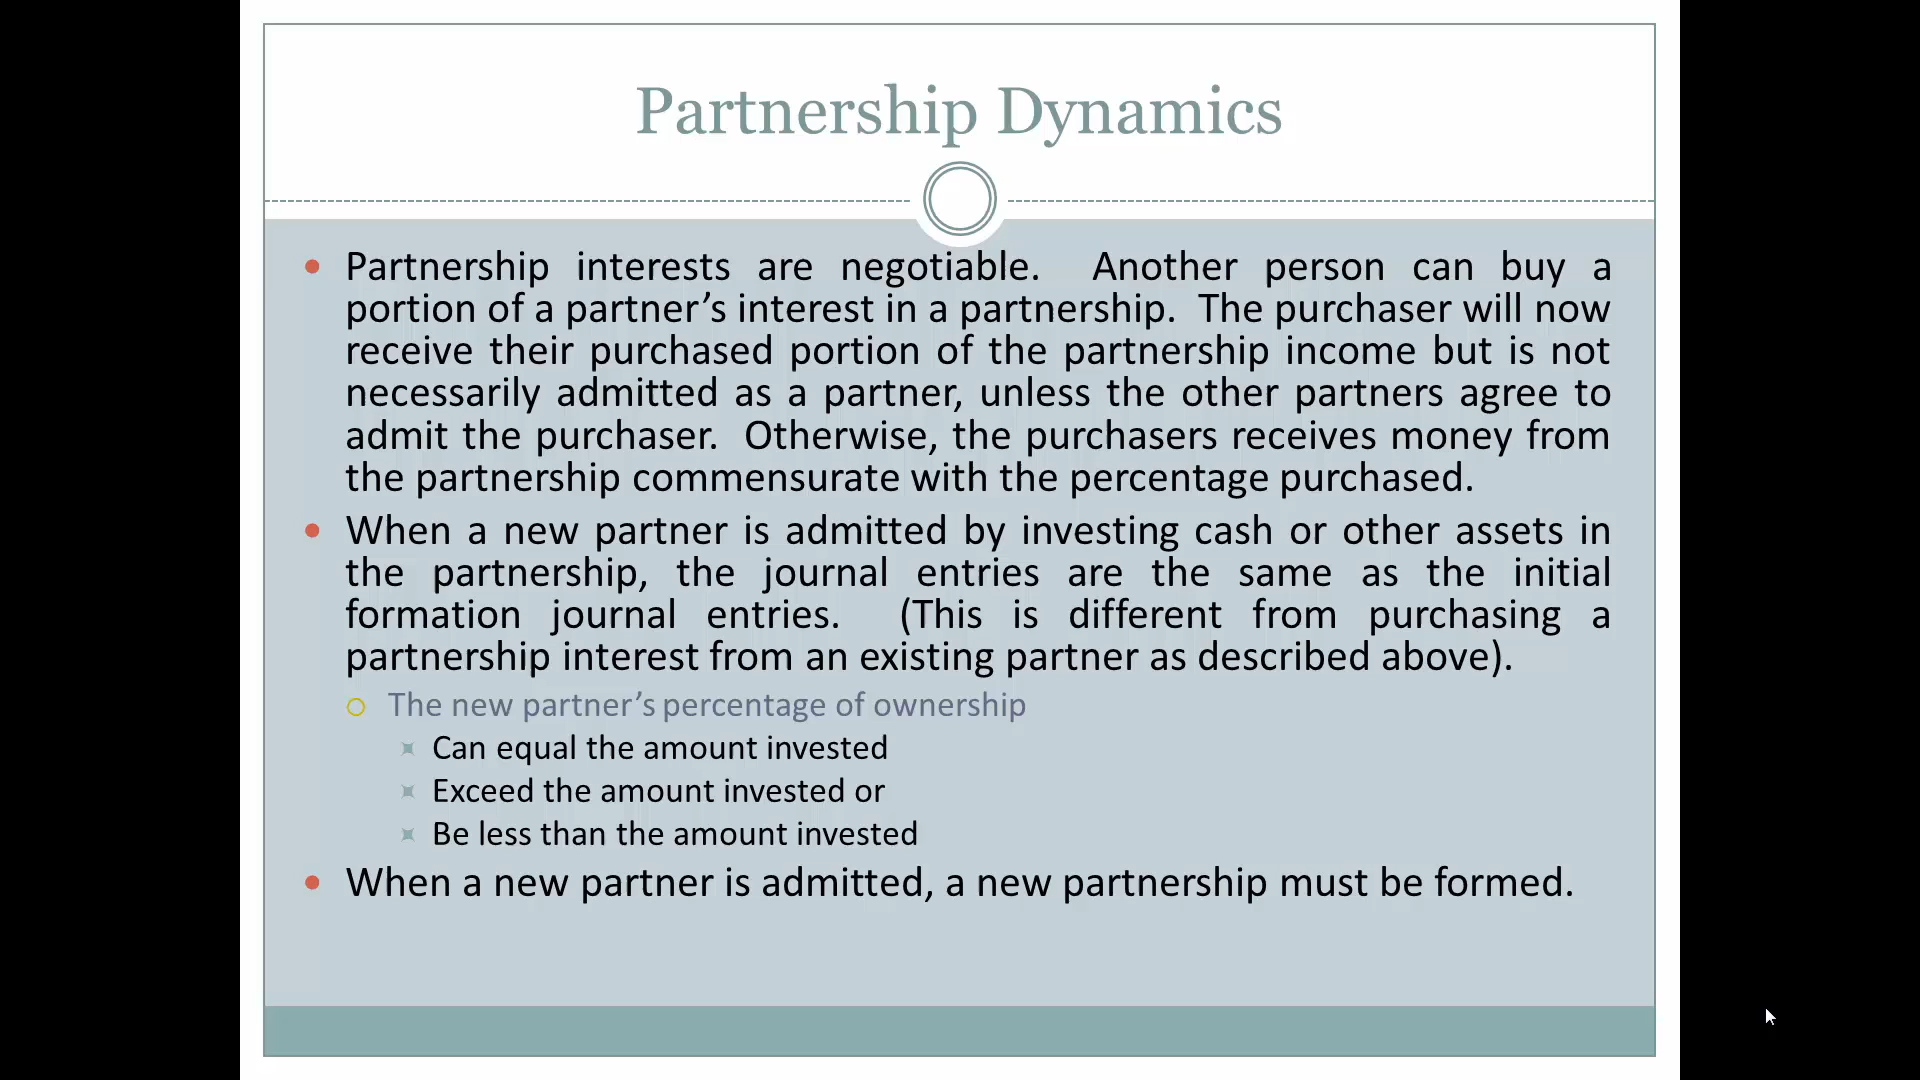 Partnership Dynamics
Partnership interests are negotiable. Another person can buy a
portion of a partner’s interest in a partnership. The purchaser will now
receive their purchased portion of the partnership income but is not
necessarily admitted as a partner, unless the other partners agree to
admit the purchaser. Otherwise, the purchasers receives money from
the partnership commensurate with the percentage purchased.
When a new partner is admitted by investing cash or other assets in
the partnership, the journal entries are the same as the initial
formation journal entries. (This is different from purchasing a
partnership interest from an existing partner as described above).
The new partner’s percentage of ownership
Can equal the amount invested
Exceed the amount invested or
Be less than the amount invested
When a new partner is admitted, a new partnership must be formed.